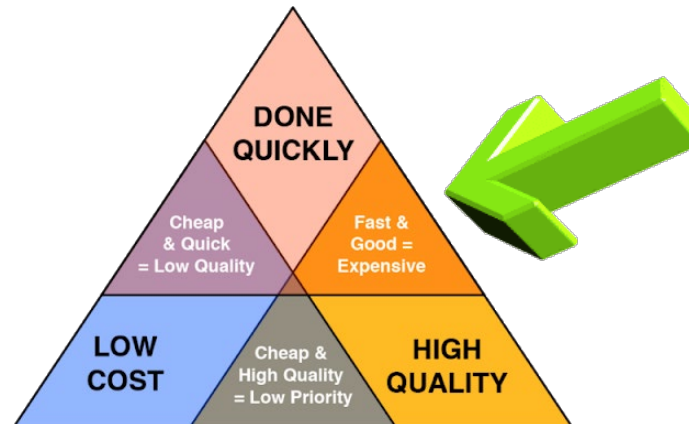 DONE
QUICKLY
Cheap
& Quick
= Low Quality
Fast &
Good =
Expensive
LOW
COST
Cheap &
High Quality
= Low Priority
HIGH
QUALITY